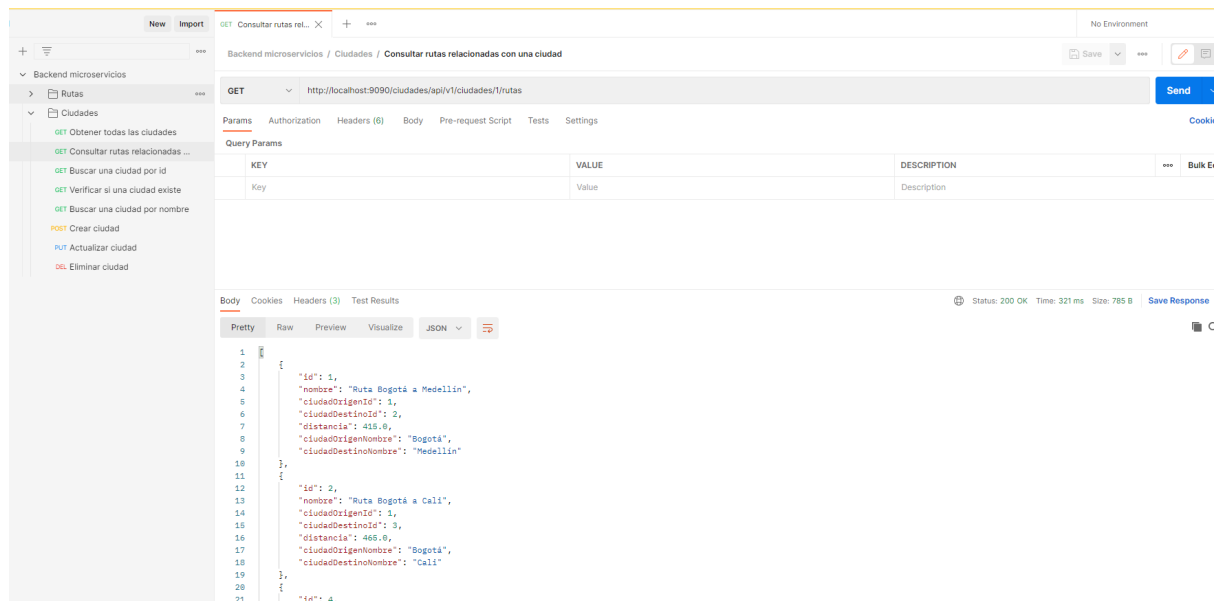 New Import GET Consultar rutas rel... No Environment
Backend microservicios / Ciudades / Consultar rutas relacionadas con una ciudad Save
Backend microservicios
Rutas
Ciudades
GET Obtener todas las ciudades
GET Consultar rutas relacionadas ...
GET Buscar una ciudad por id
GET Verificar si una ciudad existe
GET Buscar una ciudad por nombre
POST Crear ciudad
PUT Actualizar ciudad
DEL Eliminar ciudad
GET http://localhost:9090/ciudades/api/v1/ciudades/1/rutas Send
Params Authorization Headers (6) Body Pre-request Script Tests Settings
Query Params
KEY VALUE DESCRIPTION Bulk
Key Value Description
Body Cookies Headers (3) Test Results Status: 200 OK Time: 321 ms Size: 785 B Save Response
Pretty Raw Preview Visualize JSON
1 [
2 {
3 "id": 1,
4 "nombre": "Ruta Bogotá a Medellín",
5 "ciudadOrigenId": 1,
6 "ciudadDestinoId": 2,
7 "distancia": 415.0,
8 "ciudadOrigenNombre": "Bogotá",
9 "ciudadDestinoNombre": "Medellín"
10 },
11 {
12 "id": 2,
13 "nombre": "Ruta Bogotá a Cali",
14 "ciudadOrigenId": 1,
15 "ciudadDestinoId": 3,
16 "distancia": 465.0,
17 "ciudadOrigenNombre": "Bogotá",
18 "ciudadDestinoNombre": "Cali"
19 },
20 {
21 "id": 4,